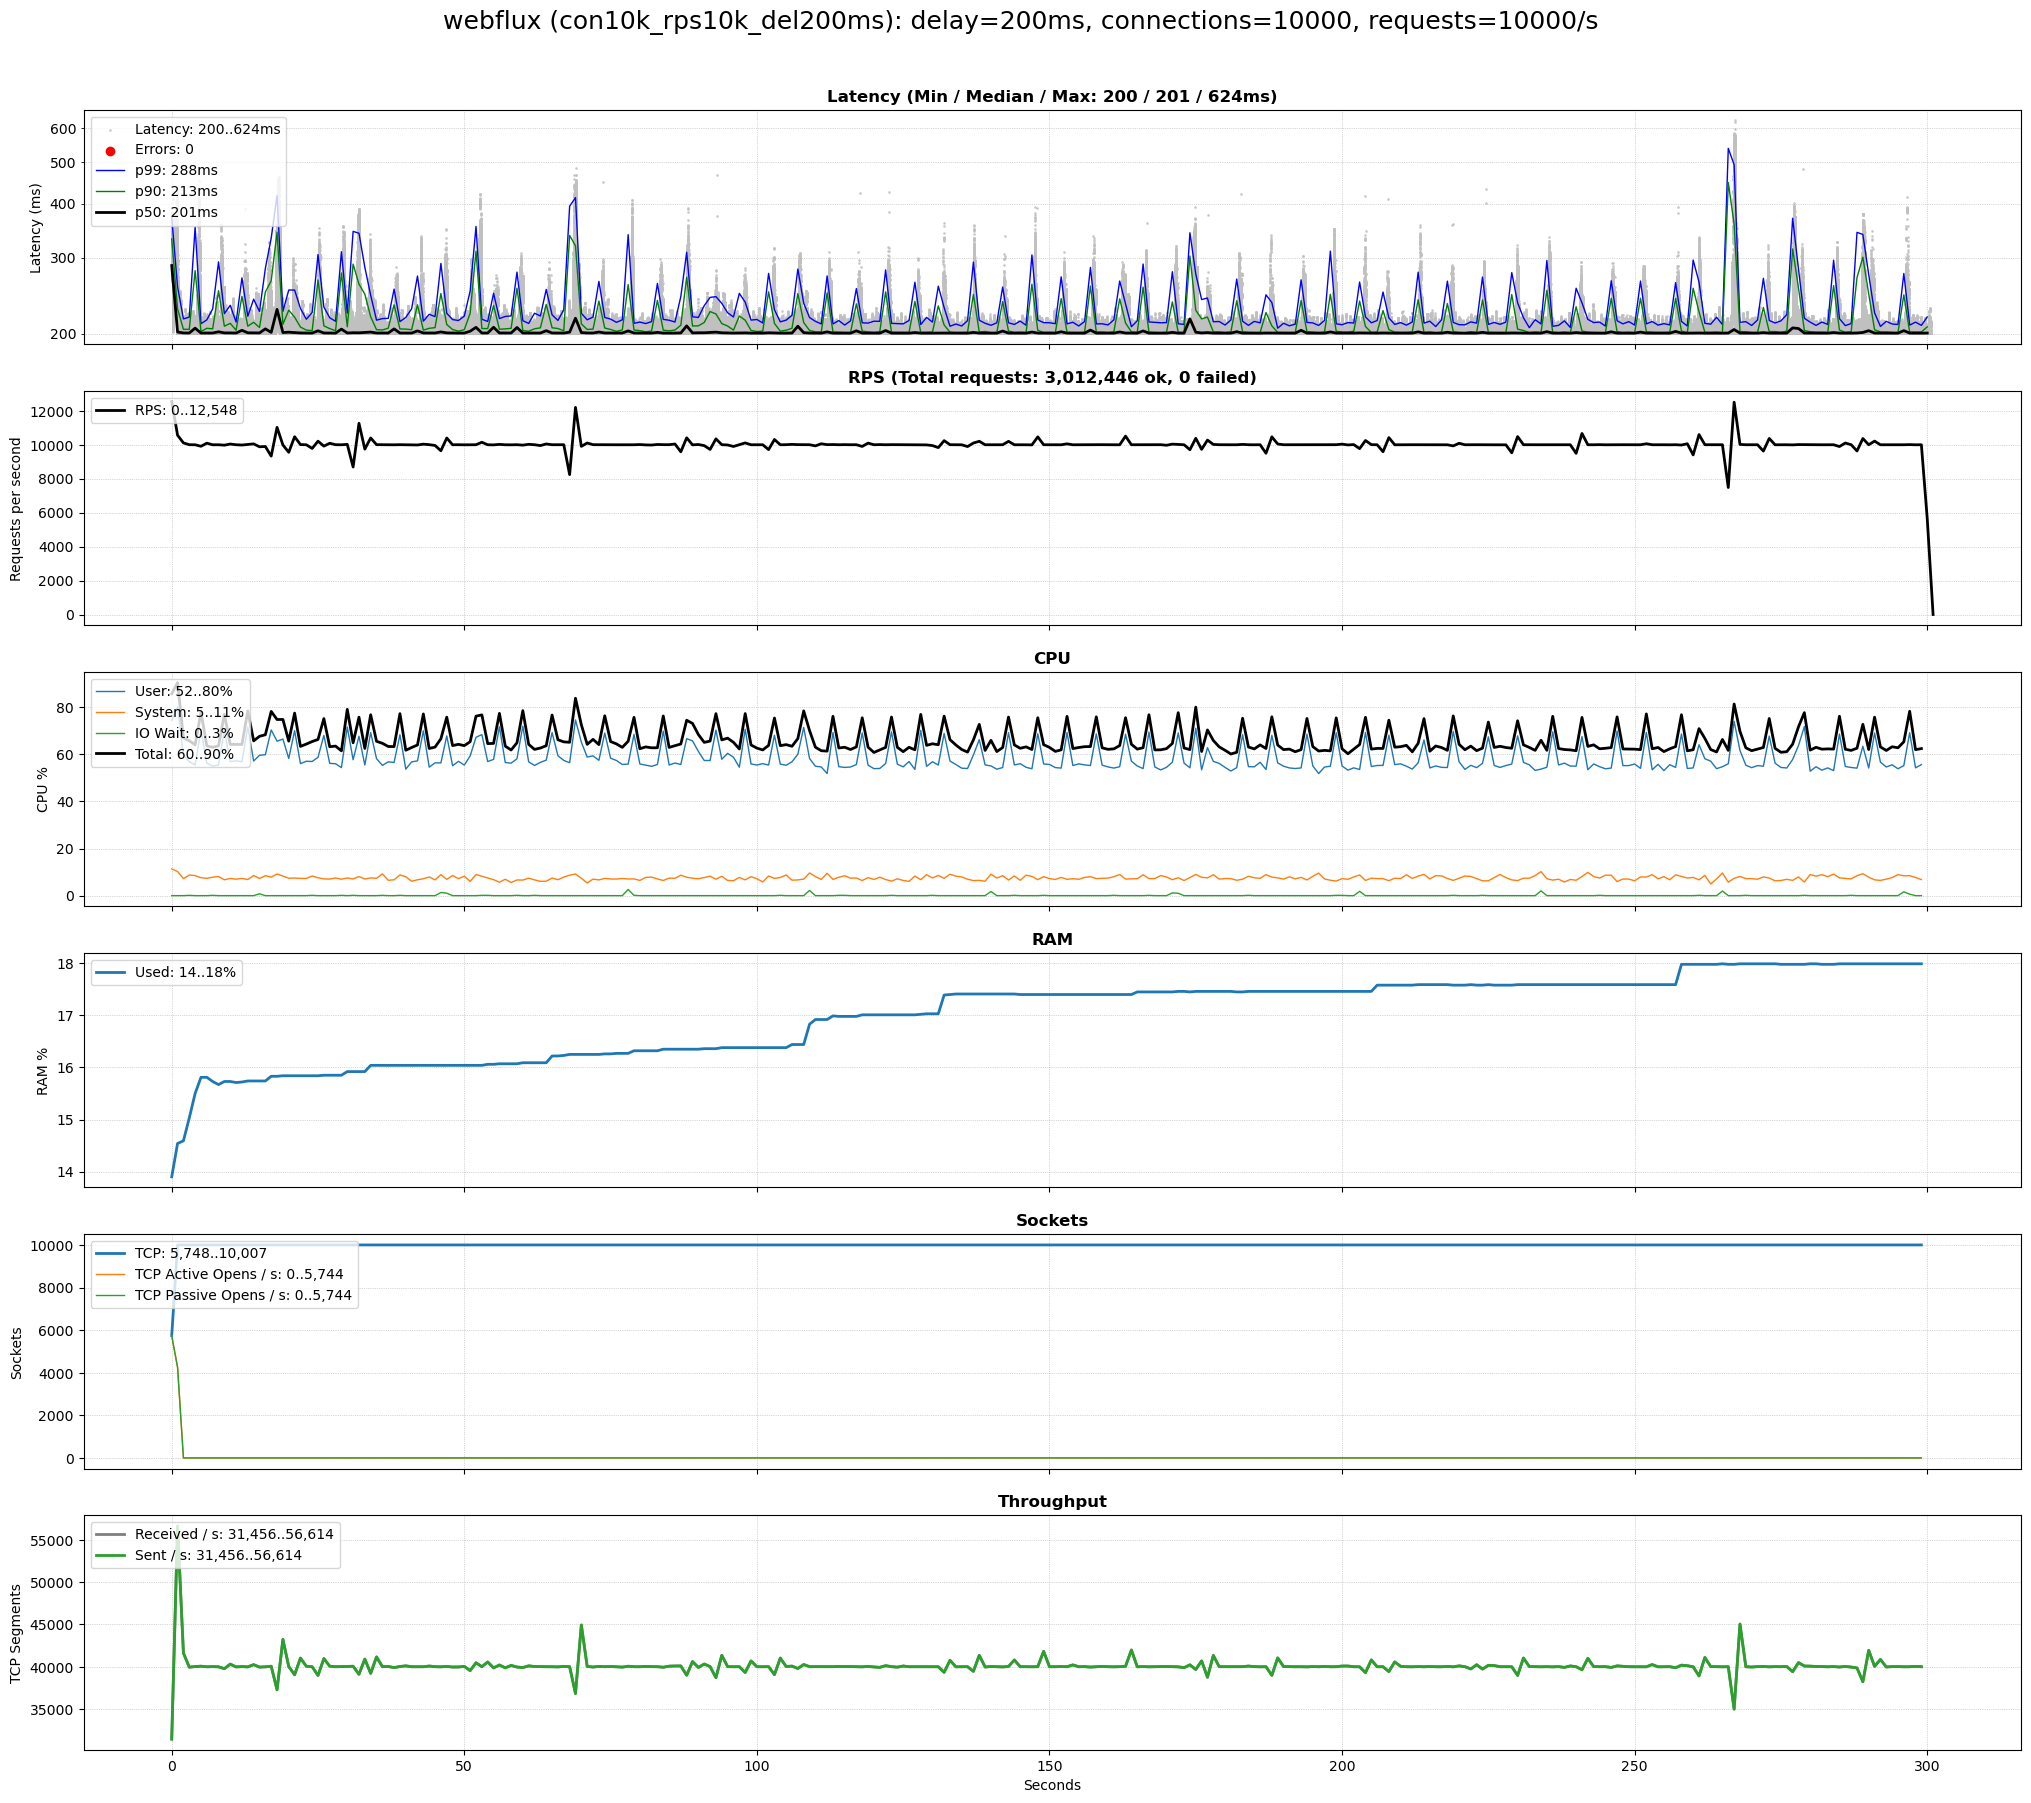 webflux (con10k_rps10k_del200ms): delay=200ms, connections=10000, requests=10000/s
Latency (Min / Median / Max: 200 / 201 / 624ms)
Latency (ms)
600
500
400
300
200
Latency: 200..624ms
Errors: 0
p99: 288ms
p90: 213ms
p50: 201ms
RPS (Total requests: 3,012,446 ok, 0 failed)
Requests per second
12000
10000
8000
6000
4000
2000
0
RPS: 0..12,548
CPU
CPU %
80
60
40
20
0
User: 52..80%
System: 5..11%
IO Wait: 0..3%
Total: 60..90%
RAM
RAM %
18
17
16
15
14
Used: 14..18%
Sockets
Sockets
10000
8000
6000
4000
2000
0
TCP: 5,748..10,007
TCP Active Opens / s: 0..5,744
TCP Passive Opens / s: 0..5,744
Throughput
TCP Segments
55000
50000
45000
40000
35000
Received / s: 31,456..56,614
Sent / s: 31,456..56,614
0 50 100 150 200 250 300
Seconds